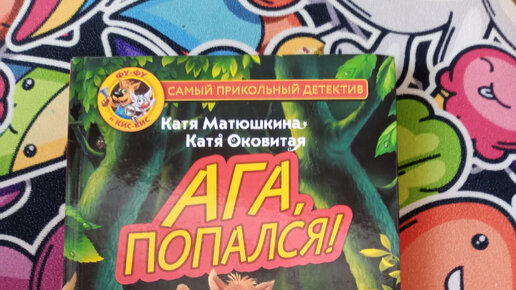 ФУ-ФУ
и КИС-КИС
САМЫЙ ПРИКОЛЬНЫЙ ДЕТЕКТИВ
Катя Матюшкина
Катя Оковитая
АГА,
ПОПАЛСЯ!